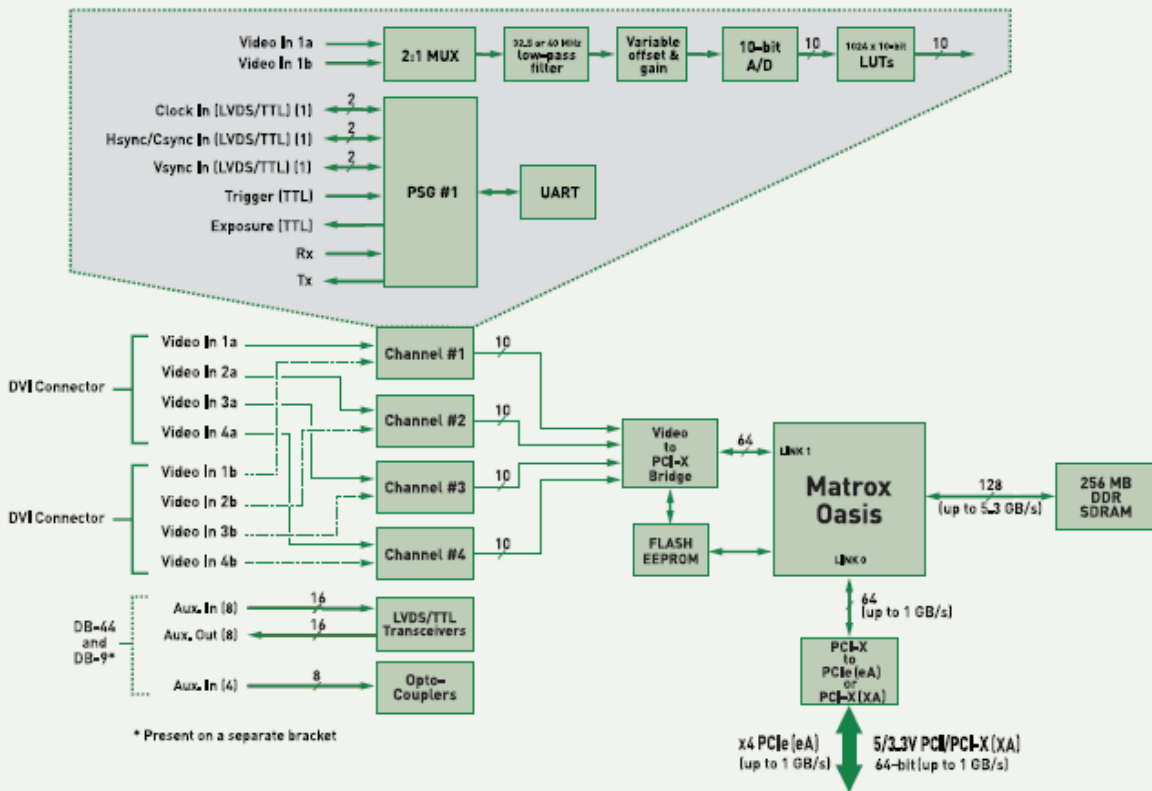 Video In 1a
Video In 1b
2:1 MUX
32.5 or 40 MHz
low-pass
filter
Variable
offset &
gain
10-bit
A/D
10
1024 x 10-bit
LUTs
10
Clock In (LVDS/TTL) (1)
2
Hsync/Csync In (LVDS/TTL) (1)
2
Vsync In (LVDS/TTL) (1)
2
Trigger (TTL)
Exposure (TTL)
Rx
Tx
PSG #1
UART
DVI Connector
Video In 1a
Video In 2a
Video In 3a
Video In 4a
DVI Connector
Video In 1b
Video In 2b
Video In 3b
Video In 4b
Channel #1
10
Channel #2
10
Channel #3
10
Channel #4
10
Video
to
PCI-X
Bridge
64
LINK 1
Matrox
Oasis
LINK 0
128
(up to 5.3 GB/s)
256 MB
DDR
SDRAM
FLASH
EEPROM
64
(up to 1 GB/s)
PCI-X
to
PCIe (eA)
or
PCI-X (XA)
x4 PCIe (eA)
(up to 1 GB/s)
5/3.3V PCI/PCI-X (XA)
64-bit (up to 1 GB/s)
DB-44
and
DB-9*
Aux. In (8)
16
Aux. Out (8)
16
LVDS/TTL
Transceivers
Aux. In (4)
8
Opto-
Couplers
* Present on a separate bracket